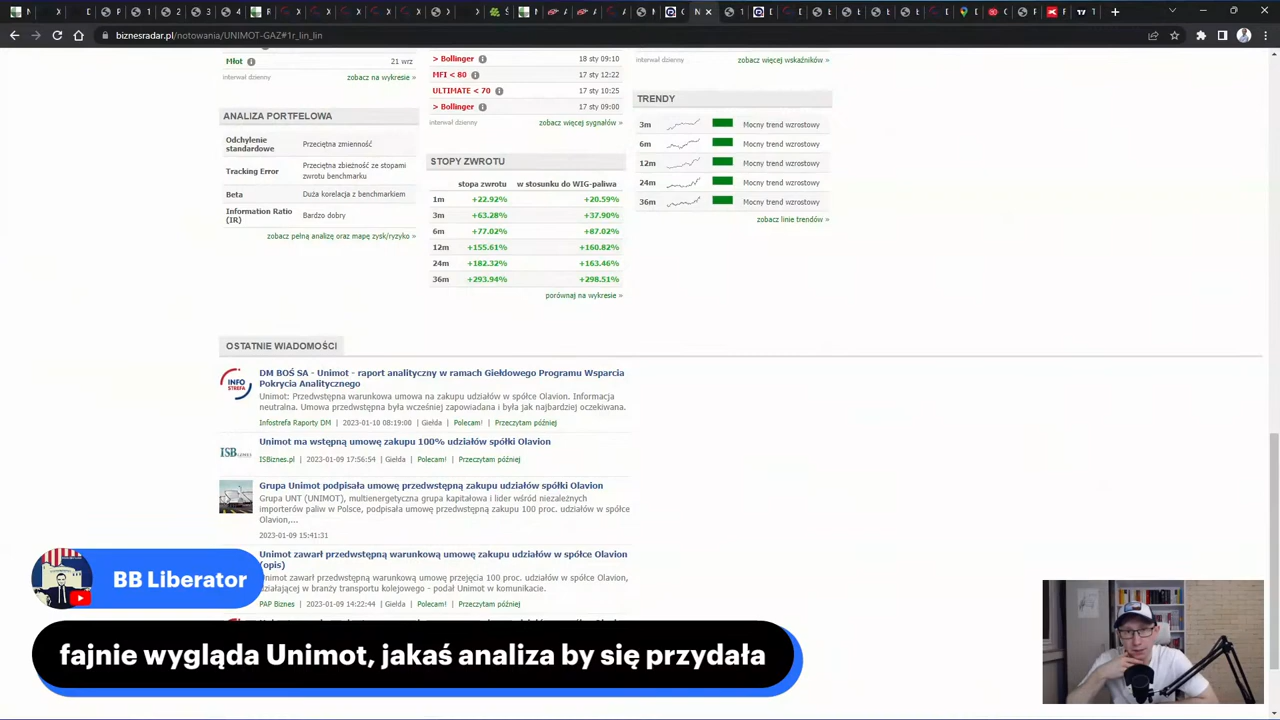 biznesradar.pl/notowania/UNIMOT-GAZ#1r_lin_lin
Młot 21 wrz
interwał dzienny zobacz na wykresie »
ANALIZA PORTFELOWA
Odchylenie standardowe Przeciętna zmienność
Tracking Error Przeciętna zbieżność ze stopami zwrotu benchmarku
Beta Duża korelacja z benchmarkiem
Information Ratio (IR) Bardzo dobry
zobacz pełną analizę oraz mapę zysk/ryzyko »
> Bollinger 18 sty 09:10
MFI < 80 17 sty 12:22
ULTIMATE < 70 17 sty 10:25
> Bollinger 17 sty 09:00
interwał dzienny zobacz więcej sygnałów »
STOPY ZWROTU
stopa zwrotu w stosunku do WIG-paliwa
1m +22.92% +20.59%
3m +63.28% +37.90%
6m +77.02% +87.02%
12m +155.61% +160.82%
24m +182.32% +163.46%
36m +293.94% +298.51%
porównaj na wykresie »
interwał dzienny zobacz więcej wskaźników »
TRENDY
3m Mocny trend wzrostowy
6m Mocny trend wzrostowy
12m Mocny trend wzrostowy
24m Mocny trend wzrostowy
36m Mocny trend wzrostowy
zobacz linie trendów »
OSTATNIE WIADOMOŚCI
INFO
STREFA
DM BOŚ SA - Unimot - raport analityczny w ramach Giełdowego Programu Wsparcia
Pokrycia Analitycznego
Unimot: Przedwstępna warunkowa umowa na zakupu udziałów w spółce Olavion. Informacja
neutralna. Umowa przedwstępna była wcześniej zapowiadana i była jak najbardziej oczekiwana.
Infostrefa Raporty DM | 2023-01-10 08:19:00 | Giełda | Polecam! | Przeczytam później
Unimot ma wstępną umowę zakupu 100% udziałów spółki Olavion
ISBiznes.pl | 2023-01-09 17:56:54 | Giełda | Polecam! | Przeczytam później
Grupa Unimot podpisała umowę przedwstępną zakupu udziałów spółki Olavion
Grupa UNT (UNIMOT), multienergetyczna grupa kapitałowa i lider wśród niezależnych
importerów paliw w Polsce, podpisała umowę przedwstępną zakupu 100 proc. udziałów w spółce
Olavion,...
2023-01-09 15:41:31
Unimot zawarł przedwstępną warunkową umowę zakupu udziałów w spółce Olavion
(opis)
Unimot zawarł przedwstępną warunkową umowę przejęcia 100 proc. udziałów w spółce Olavion,
działającej w branży transportu kolejowego - podał Unimot w komunikacie.
PAP Biznes | 2023-01-09 14:22:44 | Giełda | Polecam! | Przeczytam później
BB Liberator
fajnie wygląda Unimot, jakaś analiza by się przydała